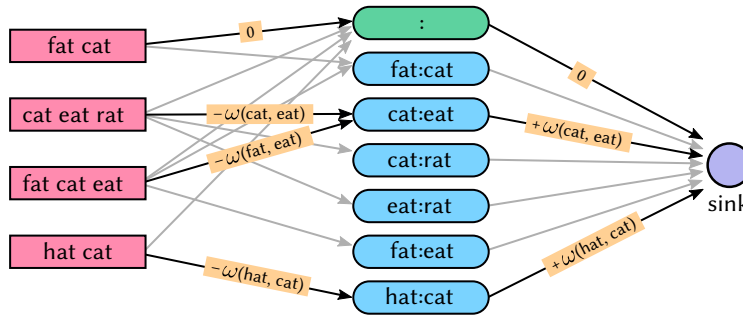 :
fat cat
0
fat:cat
0
cat eat rat
−ω(cat, eat)
cat:eat
+ω(cat, eat)
−ω(fat, eat)
cat:rat
fat cat eat
eat:rat
sink
hat cat
fat:eat
−ω(hat, cat)
+ω(hat, cat)
hat:cat